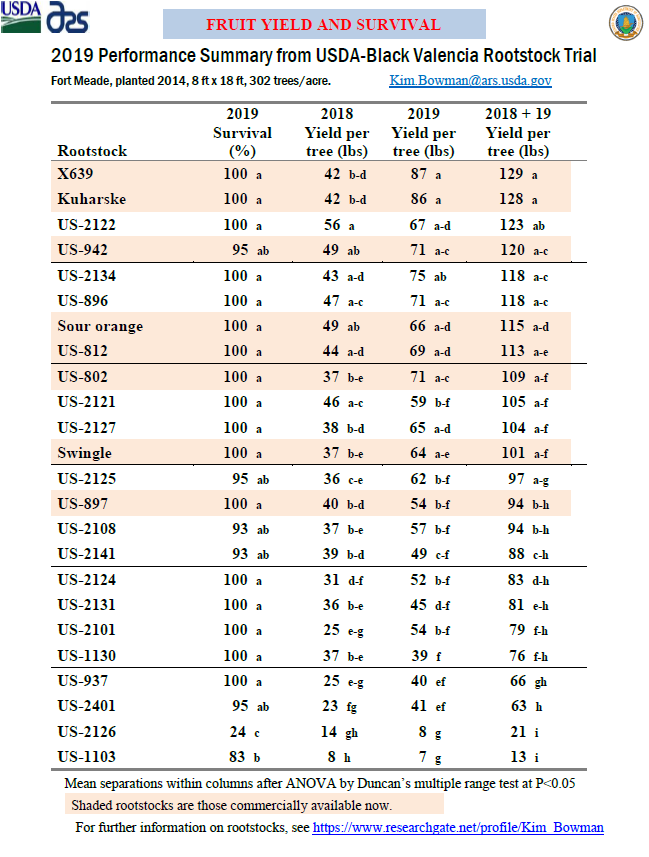 USDA ars
FRUIT YIELD AND SURVIVAL
2019 Performance Summary from USDA-Black Valencia Rootstock Trial
Fort Meade, planted 2014, 8 ft x 18 ft, 302 trees/acre. Kim.Bowman@ars.usda.gov
2019 2018 2019 2018 + 19
Survival Yield per Yield per Yield per
Rootstock (%) tree (lbs) tree (lbs) tree (lbs)
X639 100 a 42 b-d 87 a 129 a
Kuharske 100 a 42 b-d 86 a 128 a
US-2122 100 a 56 a 67 a-d 123 ab
US-942 95 ab 49 ab 71 a-c 120 a-c
US-2134 100 a 43 a-d 75 ab 118 a-c
US-896 100 a 47 a-c 71 a-c 118 a-c
Sour orange 100 a 49 ab 66 a-d 115 a-d
US-812 100 a 44 a-d 69 a-d 113 a-e
US-802 100 a 37 b-e 71 a-c 109 a-f
US-2121 100 a 46 a-c 59 b-f 105 a-f
US-2127 100 a 38 b-d 65 a-d 104 a-f
Swingle 100 a 37 b-e 64 a-e 101 a-f
US-2125 95 ab 36 c-e 62 b-f 97 a-g
US-897 100 a 40 b-d 54 b-f 94 b-h
US-2108 93 ab 37 b-e 57 b-f 94 b-h
US-2141 93 ab 39 b-d 49 c-f 88 c-h
US-2124 100 a 31 d-f 52 b-f 83 d-h
US-2131 100 a 36 b-e 45 d-f 81 e-h
US-2101 100 a 25 e-g 54 b-f 79 f-h
US-1130 100 a 37 b-e 39 f 76 f-h
US-937 100 a 25 e-g 40 ef 66 gh
US-2401 95 ab 23 fg 41 ef 63 h
US-2126 24 c 14 gh 8 g 21 i
US-1103 83 b 8 h 7 g 13 i
Mean separations within columns after ANOVA by Duncan's multiple range test at P<0.05
Shaded rootstocks are those commercially available now.
For further information on rootstocks, see https://www.researchgate.net/profile/Kim_Bowman